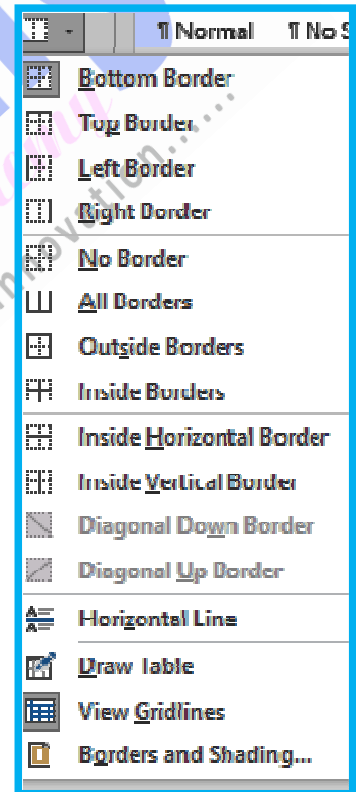 ¶ Normal ¶ No S
Bottom Border
Top Border
Left Border
Right Border
No Border
All Borders
Outside Borders
Inside Borders
Inside Horizontal Border
Inside Vertical Border
Diagonal Down Border
Diagonal Up Border
Horizontal Line
Draw Table
View Gridlines
Borders and Shading...